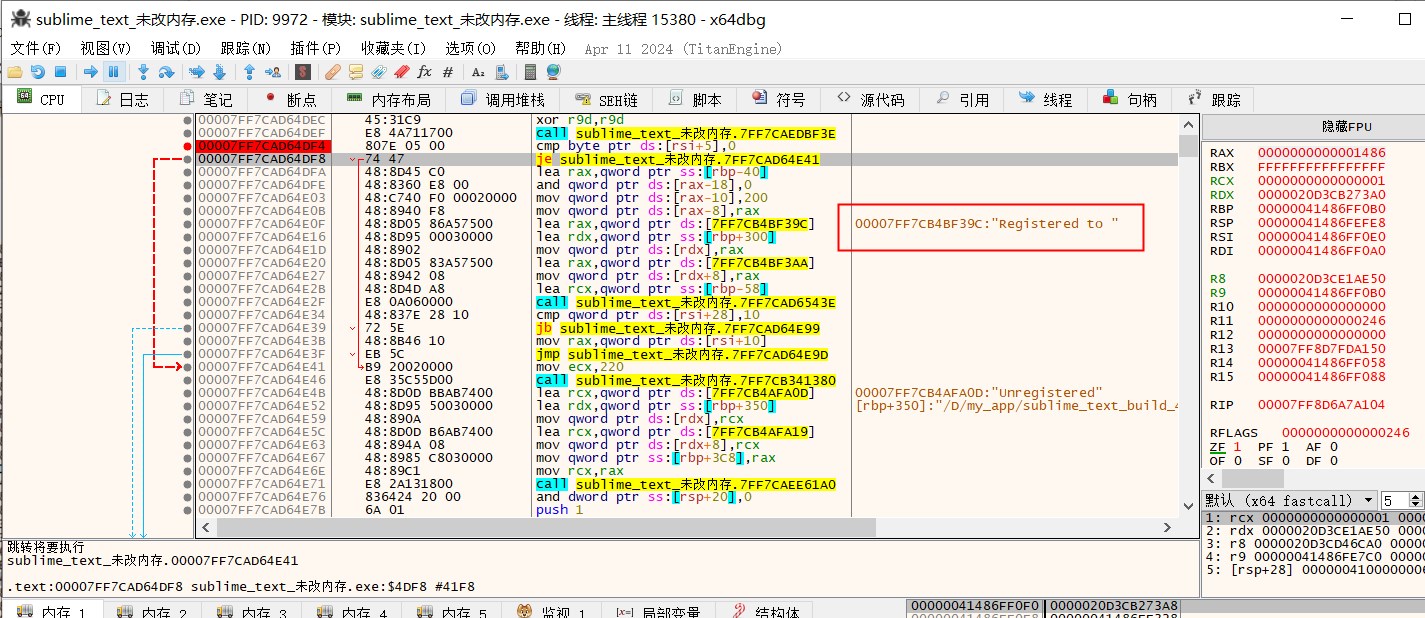 sublime_text_未改内存.exe - PID: 9972 - 模块: sublime_text_未改内存.exe - 线程: 主线程 15380 - x64dbg
文件(F) 视图(V) 调试(D) 跟踪(N) 插件(P) 收藏夹(I) 选项(O) 帮助(H) Apr 11 2024 (TitanEngine)
CPU 日志 笔记 断点 内存布局 调用堆栈 SEH链 脚本 符号 源代码 引用 线程 句柄 跟踪
00007FF7CAD64DEC 45:31C9 xor r9d,r9d
00007FF7CAD64DEF E8 4A711700 call sublime_text_未改内存.7FF7CAEDBF3E
00007FF7CAD64DF4 807E 05 00 cmp byte ptr ds:[rsi+5],0
00007FF7CAD64DF8 74 47 je sublime_text_未改内存.7FF7CAD64E41
00007FF7CAD64DFA 48:8D45 C0 lea rax,qword ptr ss:[rbp-40]
00007FF7CAD64DFE 48:8360 E8 00 and qword ptr ds:[rax-18],0
00007FF7CAD64E03 48:C740 F0 00020000 mov qword ptr ds:[rax-10],200
00007FF7CAD64E0B 48:8940 F8 mov qword ptr ds:[rax-8],rax
00007FF7CAD64E0F 48:8D05 86A57500 lea rax,qword ptr ds:[7FF7CB4BF39C] 00007FF7CB4BF39C:"Registered to "
00007FF7CAD64E16 48:8D95 00030000 lea rdx,qword ptr ss:[rbp+300]
00007FF7CAD64E1D 48:8902 mov qword ptr ds:[rdx],rax
00007FF7CAD64E20 48:8D05 83A57500 lea rax,qword ptr ds:[7FF7CB4BF3AA]
00007FF7CAD64E27 48:8942 08 mov qword ptr ds:[rdx+8],rax
00007FF7CAD64E2B 48:8D4D A8 lea rcx,qword ptr ss:[rbp-58]
00007FF7CAD64E2F E8 0A060000 call sublime_text_未改内存.7FF7CAD6543E
00007FF7CAD64E34 48:837E 28 10 cmp qword ptr ds:[rsi+28],10
00007FF7CAD64E39 72 5E jb sublime_text_未改内存.7FF7CAD64E99
00007FF7CAD64E3B 48:8B46 10 mov rax,qword ptr ds:[rsi+10]
00007FF7CAD64E3F EB 5C jmp sublime_text_未改内存.7FF7CAD64E9D
00007FF7CAD64E41 B9 20020000 mov ecx,220
00007FF7CAD64E46 E8 35C55D00 call sublime_text_未改内存.7FF7CB341380
00007FF7CAD64E4B 48:8D0D BBAB7400 lea rcx,qword ptr ds:[7FF7CB4AFA0D] 00007FF7CB4AFA0D:"Unregistered"
00007FF7CAD64E52 48:8D95 50030000 lea rdx,qword ptr ss:[rbp+350] [rbp+350]:"/D/my_app/sublime_text_build_4
00007FF7CAD64E59 48:890A mov qword ptr ds:[rdx],rcx
00007FF7CAD64E5C 48:8D0D B6AB7400 lea rcx,qword ptr ds:[7FF7CB4AFA19]
00007FF7CAD64E63 48:894A 08 mov qword ptr ds:[rdx+8],rcx
00007FF7CAD64E67 48:8985 C8030000 mov qword ptr ss:[rbp+3C8],rax
00007FF7CAD64E6E 48:89C1 mov rcx,rax
00007FF7CAD64E71 E8 2A131800 call sublime_text_未改内存.7FF7CAEE61A0
00007FF7CAD64E76 836424 20 00 and dword ptr ss:[rsp+20],0
00007FF7CAD64E7B 6A 01 push 1
隐藏FPU
RAX 0000000000001486
RBX FFFFFFFFFFFFFFFF
RCX 0000000000000001
RDX 0000020D3CB273A0
RBP 00000041486FF0B0
RSP 00000041486FEFE8
RSI 00000041486FF0E0
RDI 00000041486FF0A0
R8 0000020D3CE1AE50
R9 00000041486FF0B0
R10 0000000000000000
R11 0000000000000246
R12 0000000000000000
R13 00007FF8D7FDA150
R14 00000041486FF058
R15 00000041486FF088
RIP 00007FF8D6A7A104
RFLAGS 0000000000000246
ZF 1 PF 1 AF 0
OF 0 SF 0 DF 0
默认 (x64 fastcall) 5
1: rcx 0000000000000001 0000
2: rdx 0000020D3CE1AE50 0000
3: r8 0000020D3CD46CA0 0000
4: r9 00000041486FE7C0 0000
5: [rsp+28] 0000004100000006
跳转将要执行
sublime_text_未改内存.00007FF7CAD64E41
.text:00007FF7CAD64DF8 sublime_text_未改内存.exe:$4DF8 #41F8
内存 1 内存 2 内存 3 内存 4 内存 5 监视 1 局部变量 结构体
00000041486FF0F0 0000020D3CB273A8